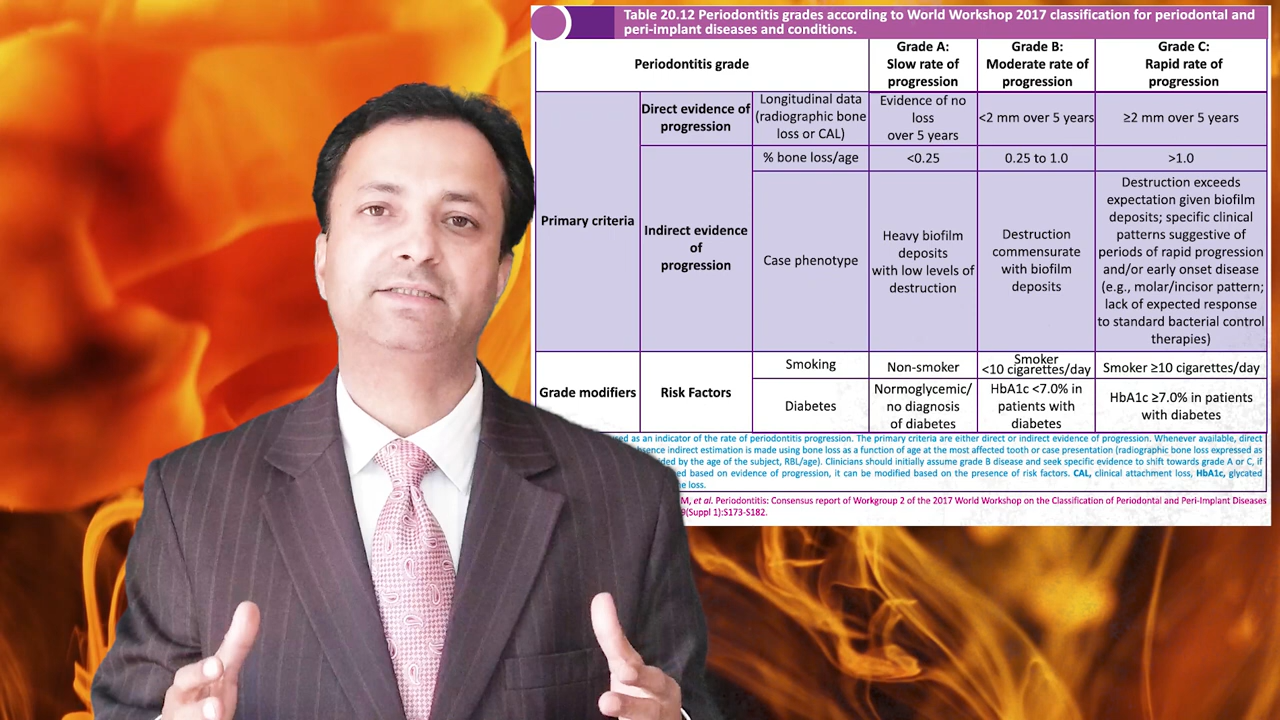 Table 20.12 Periodontitis grades according to World Workshop 2017 classification for periodontal and
peri-implant diseases and conditions.
Periodontitis grade
Grade A:
Slow rate of
progression
Grade B:
Moderate rate of
progression
Grade C:
Rapid rate of
progression
Primary criteria
Direct evidence of
progression
Longitudinal data
(radiographic bone
loss or CAL)
Evidence of no
loss
over 5 years
<2 mm over 5 years
≥2 mm over 5 years
Indirect evidence
of
progression
% bone loss/age
<0.25
0.25 to 1.0
>1.0
Case phenotype
Heavy biofilm
deposits
with low levels of
destruction
Destruction
commensurate
with biofilm
deposits
Destruction exceeds
expectation given biofilm
deposits; specific clinical
patterns suggestive of
periods of rapid progression
and/or early onset disease
(e.g., molar/incisor pattern;
lack of expected response
to standard bacterial control
therapies)
Grade modifiers
Risk Factors
Smoking
Non-smoker
Smoker
<10 cigarettes/day
Smoker ≥10 cigarettes/day
Diabetes
Normoglycemic/
no diagnosis
of diabetes
HbA1c <7.0% in
patients with
diabetes
HbA1c ≥7.0% in patients
with diabetes
as an indicator of the rate of periodontitis progression. The primary criteria are either direct or indirect evidence of progression. Whenever available, direct
indirect estimation is made using bone loss as a function of age at the most affected tooth or case presentation (radiographic bone loss expressed as
by the age of the subject, RBL/age). Clinicians should initially assume grade B disease and seek specific evidence to shift towards grade A or C, if
based on evidence of progression, it can be modified based on the presence of risk factors. CAL, clinical attachment loss, HbA1c, glycated
loss.
M, et al. Periodontitis: Consensus report of Workgroup 2 of the 2017 World Workshop on the Classification of Periodontal and Peri-Implant Diseases
(Suppl 1):S173-S182.